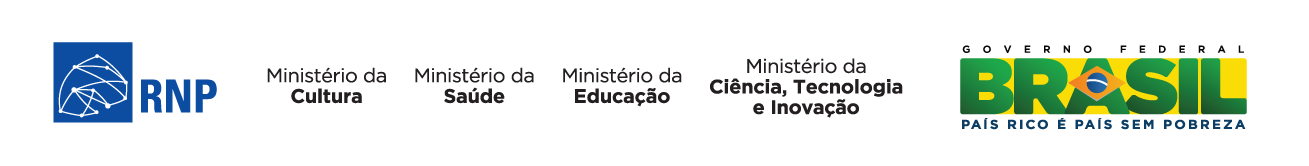 RNP
Ministério da
Cultura
Ministério da
Saúde
Ministério da
Educação
Ministério da
Ciência, Tecnologia
e Inovação
GOVERNO FEDERAL
BRASIL
PAÍS RICO É PAÍS SEM POBREZA